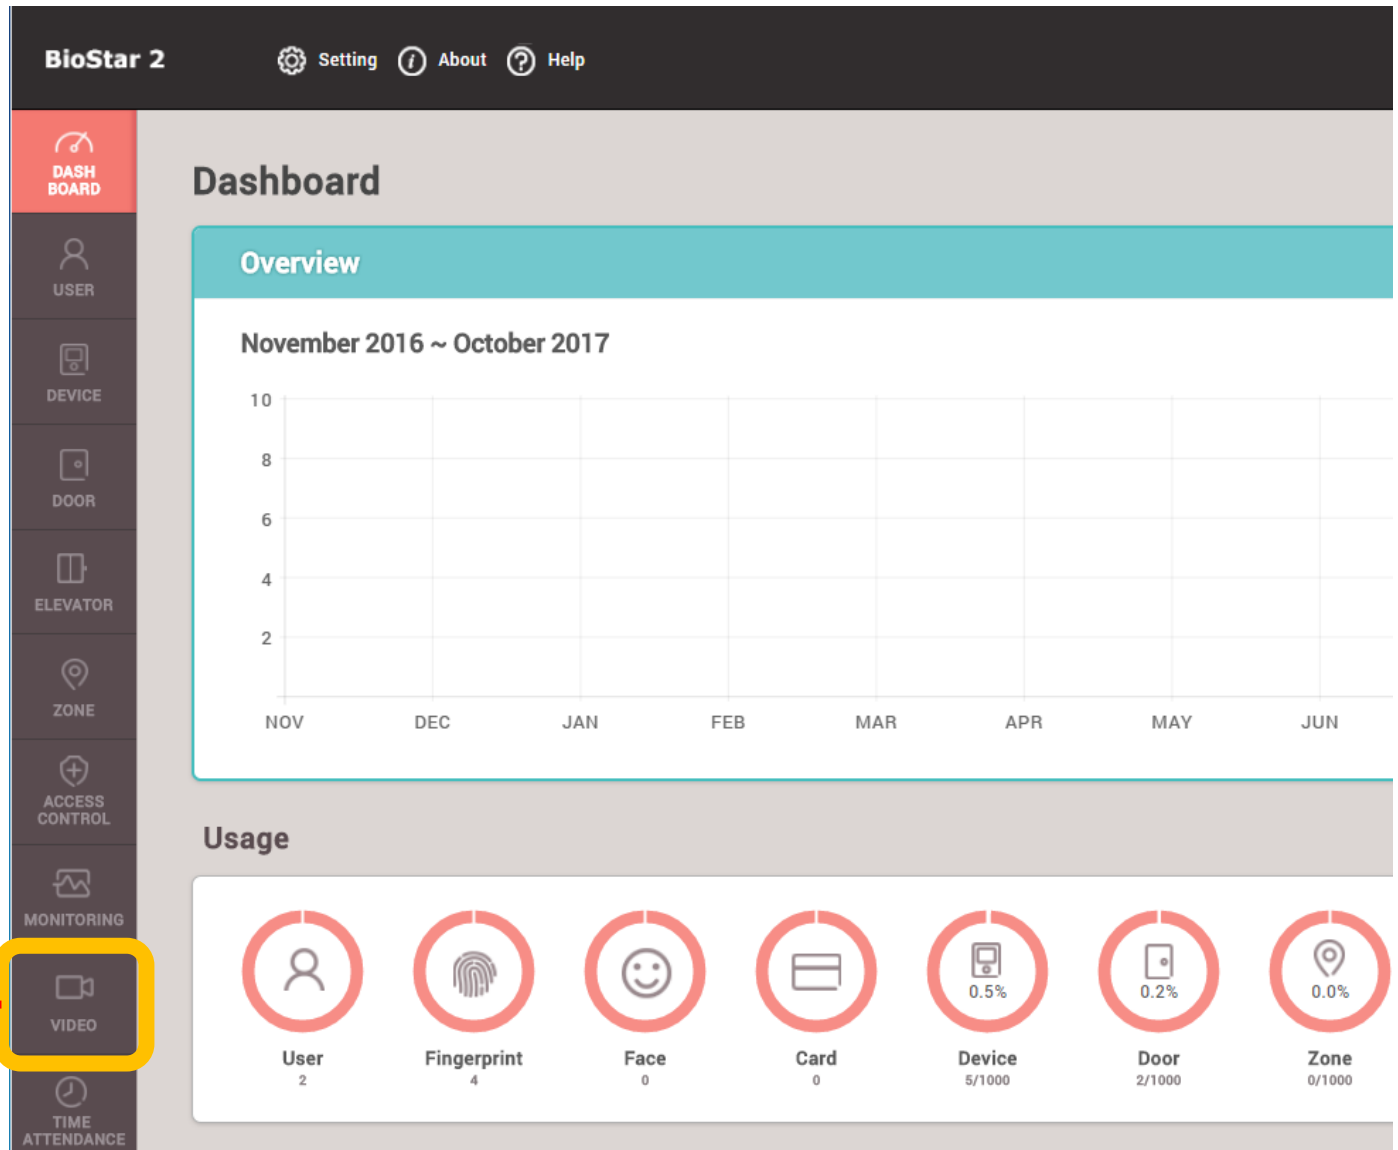 BioStar 2
Setting
About
Help
DASH
BOARD
USER
DEVICE
DOOR
ELEVATOR
ZONE
ACCESS
CONTROL
MONITORING
VIDEO
TIME
ATTENDANCE
Dashboard
Overview
November 2016 ~ October 2017
10
8
6
4
2
NOV DEC JAN FEB MAR APR MAY JUN
Usage
0.5% 0.2% 0.0%
User Fingerprint Face Card Device Door Zone
2 4 0 0 5/1000 2/1000 0/1000